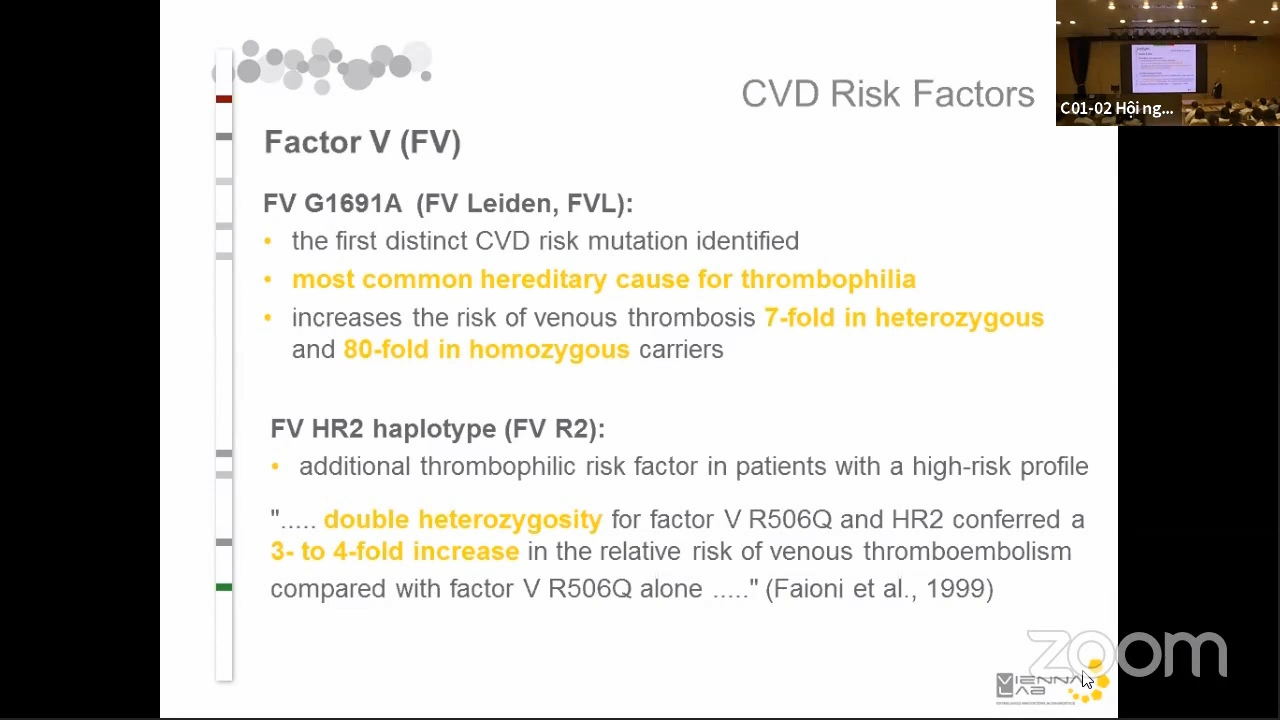 CVD Risk Factors
C01-02 Hội ng...
Factor V (FV)
FV G1691A (FV Leiden, FVL):
• the first distinct CVD risk mutation identified
• most common hereditary cause for thrombophilia
• increases the risk of venous thrombosis 7-fold in heterozygous
and 80-fold in homozygous carriers
FV HR2 haplotype (FV R2):
• additional thrombophilic risk factor in patients with a high-risk profile
"..... double heterozygosity for factor V R506Q and HR2 conferred a
3- to 4-fold increase in the relative risk of venous thromboembolism
compared with factor V R506Q alone ....." (Faioni et al., 1999)
zoom
VIENNA
LAB